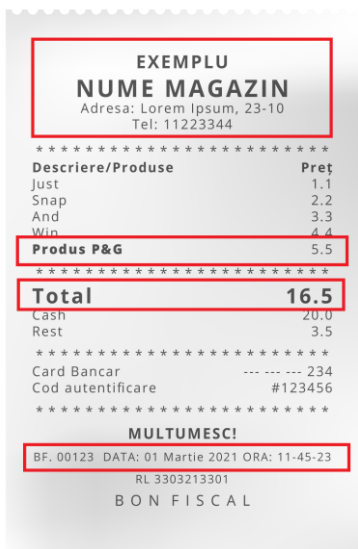 EXEMPLU
NUME MAGAZIN
Adresa: Lorem Ipsum, 23-10
Tel: 11223344
* * * * * * * * * * * * * * * * * * * * * * * *
Descriere/Produse Preț
Just 1.1
Snap 2.2
And 3.3
Win 4.4
Produs P&G 5.5
* * * * * * * * * * * * * * * * * * * * * * * *
Total 16.5
Cash 20.0
Rest 3.5
* * * * * * * * * * * * * * * * * * * * * * * *
Card Bancar --- --- --- 234
Cod autentificare #123456
* * * * * * * * * * * * * * * * * * * * * * * *
MULTUMESC!
BF. 00123 DATA: 01 Martie 2021 ORA: 11-45-23
RL 3303213301
BON FISCAL